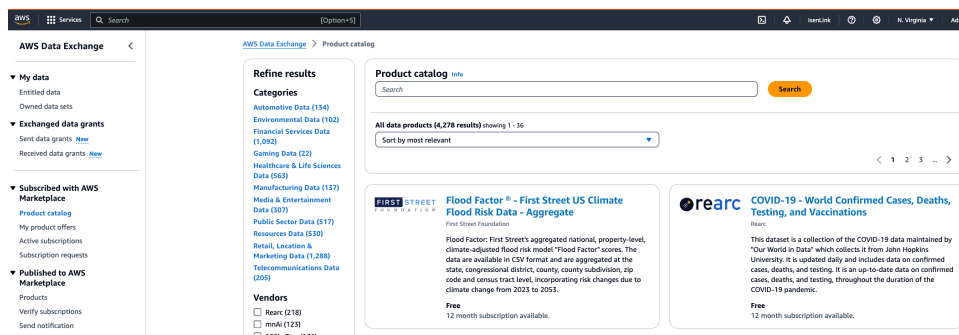 aws
Services
Search
[Option+S]
IsenLink
N. Virginia
AWS Data Exchange
AWS Data Exchange > Product catalog
My data
Entitled data
Owned data sets
Exchanged data grants
Sent data grants New
Received data grants New
Subscribed with AWS
Marketplace
Product catalog
My product offers
Active subscriptions
Subscription requests
Published to AWS
Marketplace
Products
Verify subscriptions
Send notification
Refine results
Categories
Automotive Data (134)
Environmental Data (102)
Financial Services Data
(1,092)
Gaming Data (22)
Healthcare & Life Sciences
Data (563)
Manufacturing Data (137)
Media & Entertainment
Data (307)
Public Sector Data (517)
Resources Data (530)
Retail, Location &
Marketing Data (1,288)
Telecommunications Data
(205)
Vendors
Rearc (218)
mnAi (123)
Product catalog Info
Search
Search
All data products (4,278 results) showing 1 - 36
Sort by most relevant
1 2 3 ...
FIRST STREET
FOUNDATION
Flood Factor ® - First Street US Climate
Flood Risk Data - Aggregate
First Street Foundation
Flood Factor: First Street's aggregated national, property-level,
climate-adjusted flood risk model "Flood Factor" scores. The
data are available in CSV format and are aggregated at the
state, congressional district, county, county subdivision, zip
code and census tract level, incorporating risk changes due to
climate change from 2023 to 2053.
Free
12 month subscription available.
rearc
COVID-19 - World Confirmed Cases, Deaths,
Testing, and Vaccinations
Rearc
This dataset is a collection of the COVID-19 data maintained by
"Our World in Data" which collects it from John Hopkins
University. It is updated daily and includes data on confirmed
cases, deaths, and testing. It is an up-to-date data on confirmed
cases, deaths, and testing, throughout the duration of the
COVID-19 pandemic.
Free
12 month subscription available.